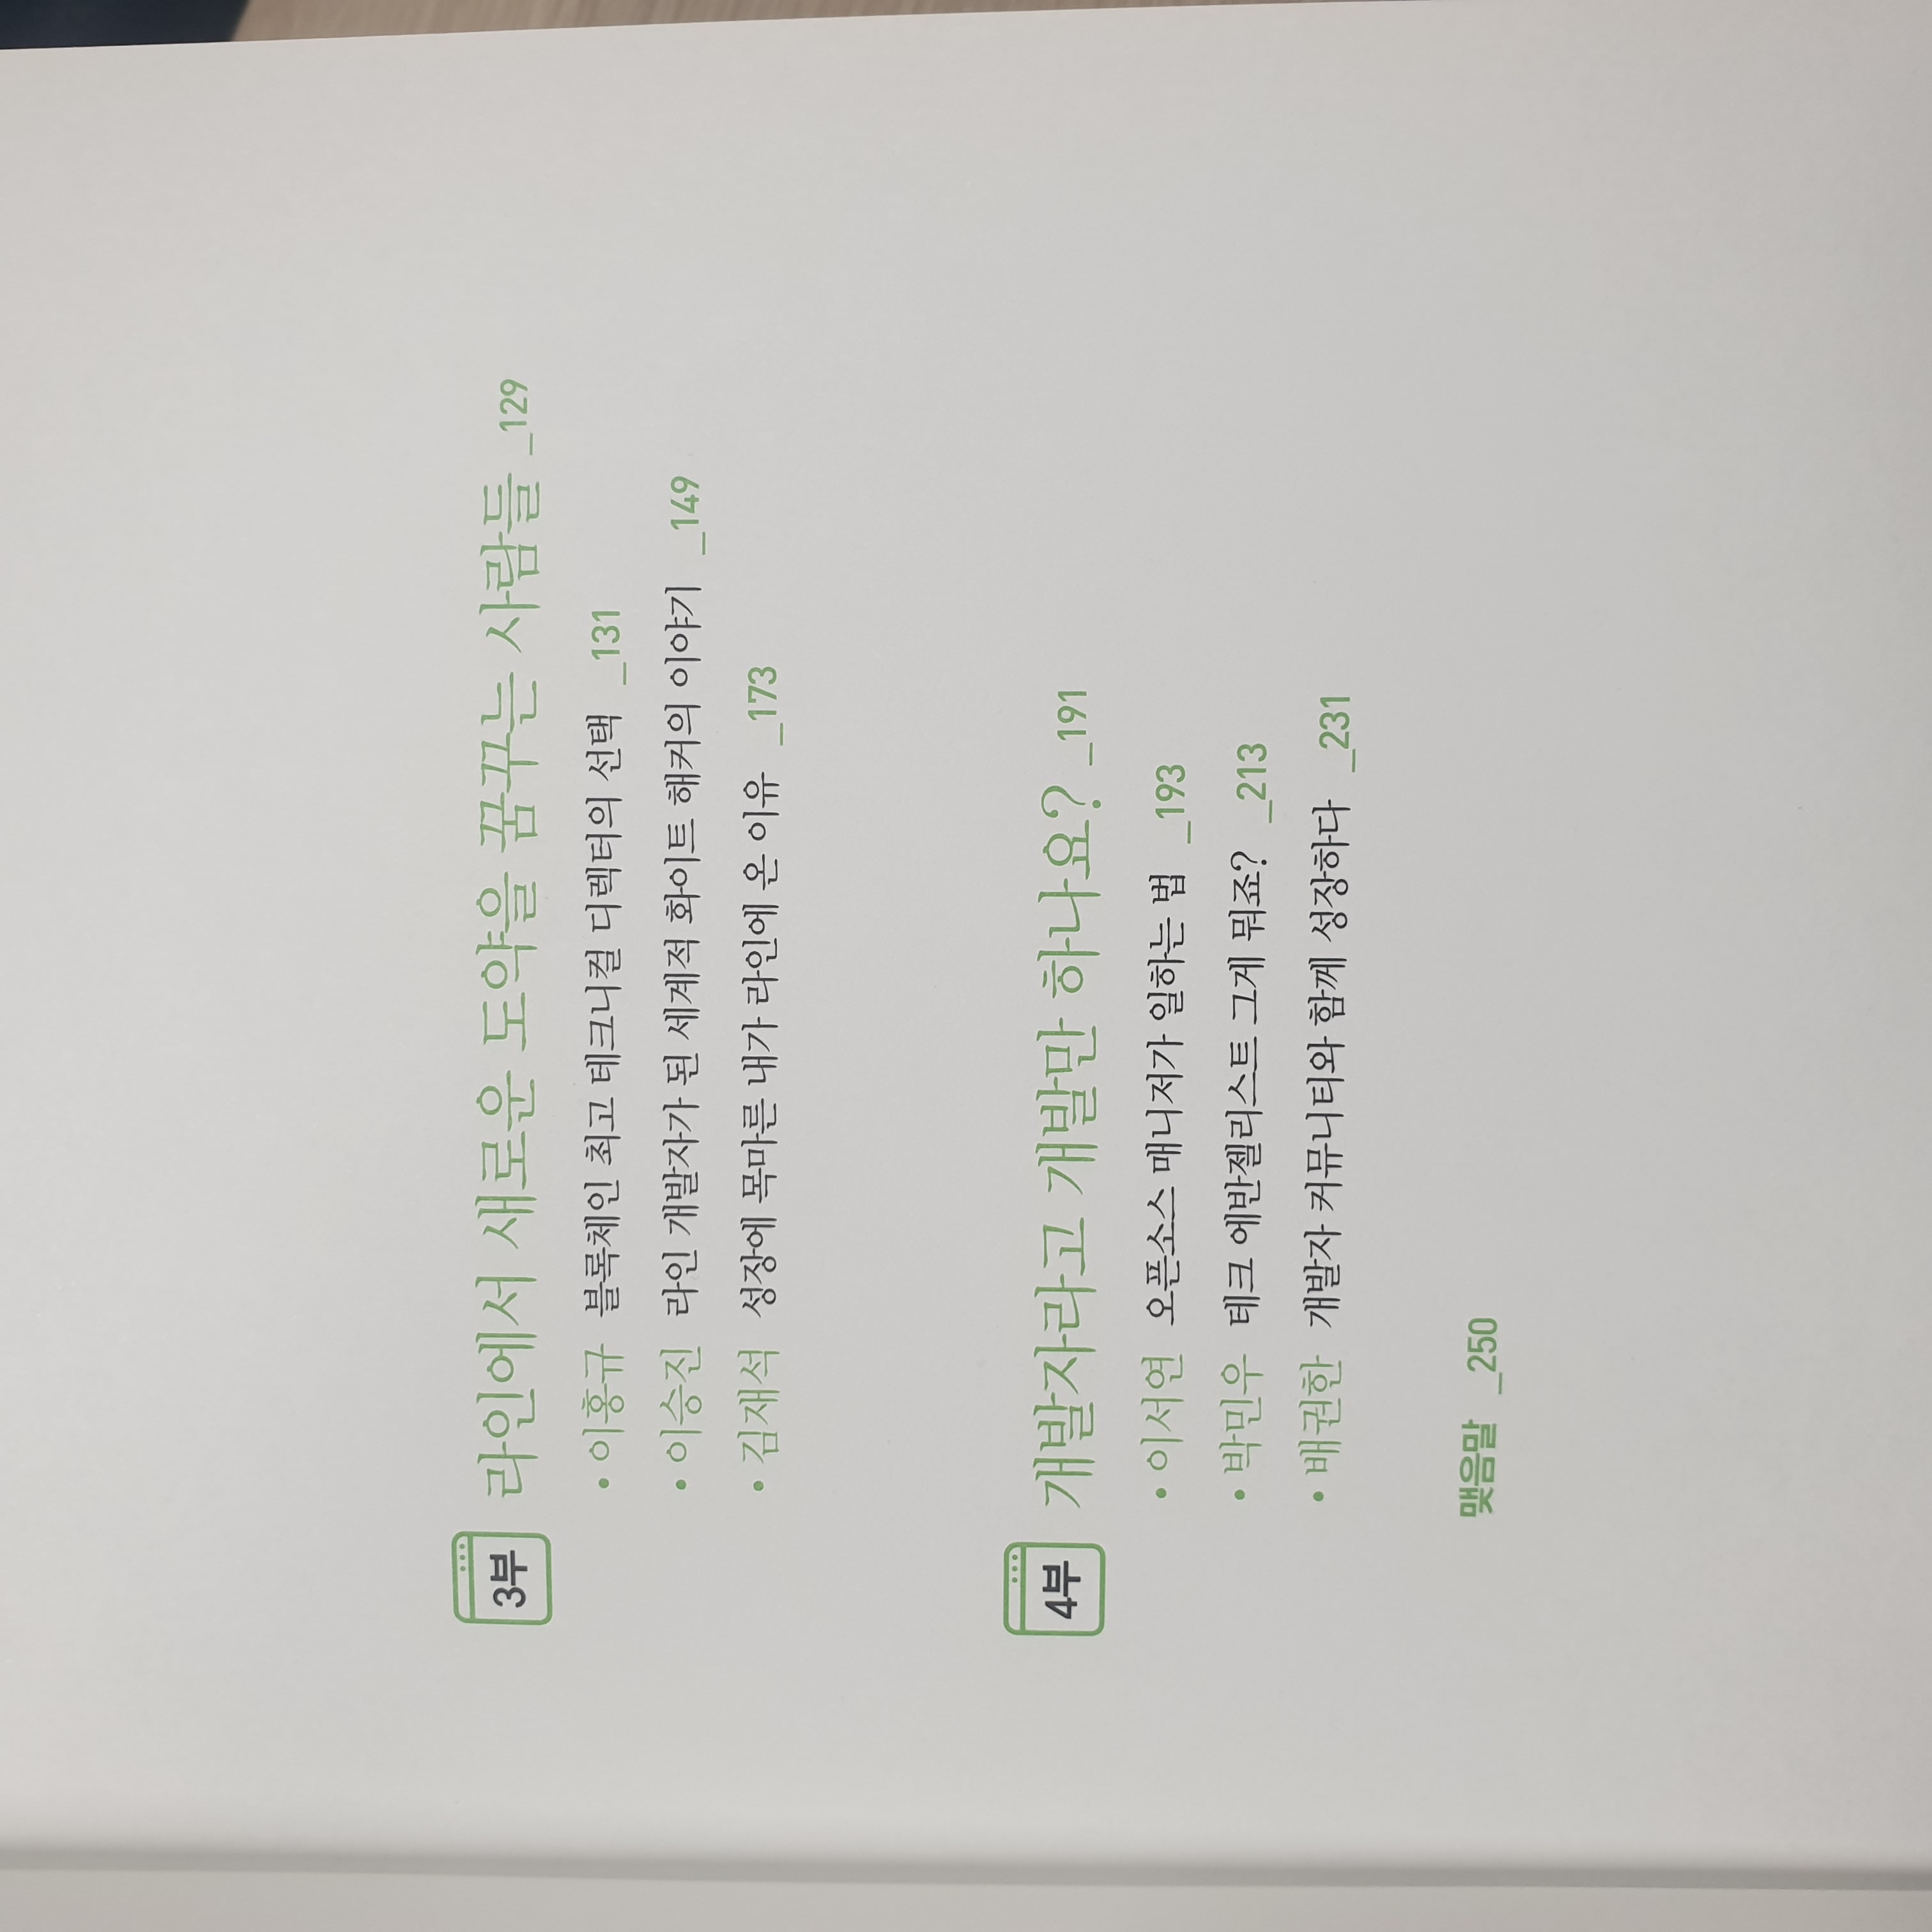 3부 라인에서 새로운 도약을 꿈꾸는 사람들 _129
• 이홍규 블록체인 최고 테크니컬 디렉터의 선택 _131
• 이승진 라인 개발자가 된 세계적 화이트 해커의 이야기 _149
• 김재석 성장에 목마른 내가 라인에 온 이유 _173
4부 개발자라고 개발만 하나요? _191
• 이서연 오픈소스 매니저가 일하는 법 _193
• 박민우 테크 에반젤리스트 그게 뭐죠? _213
• 배권한 개발자 커뮤니티와 함께 성장하다 _231
맺음말 _250